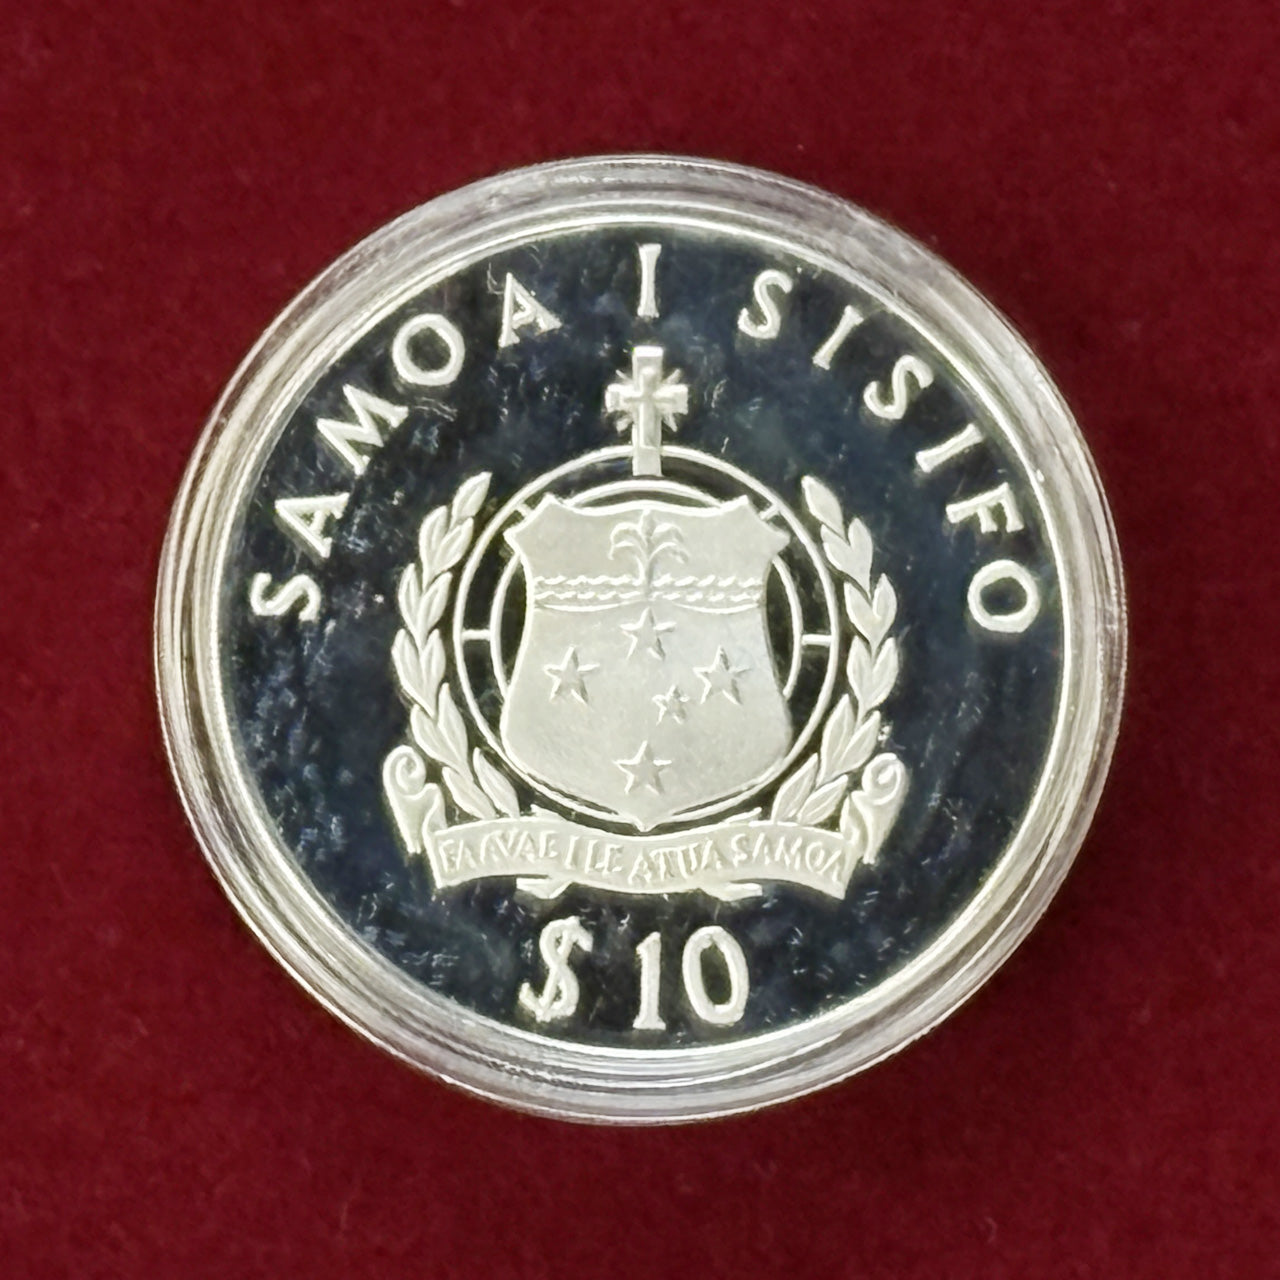 SAMOA I SISIFO
FAAVAE I LE ATUA SAMOA
$10